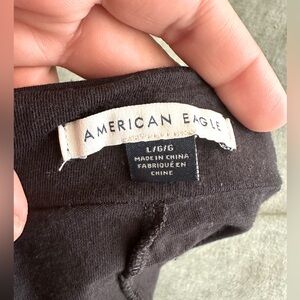 AMERICAN EAGLE
L/G/G
MADE IN CHINA
FABRIQUÉ EN
CHINE